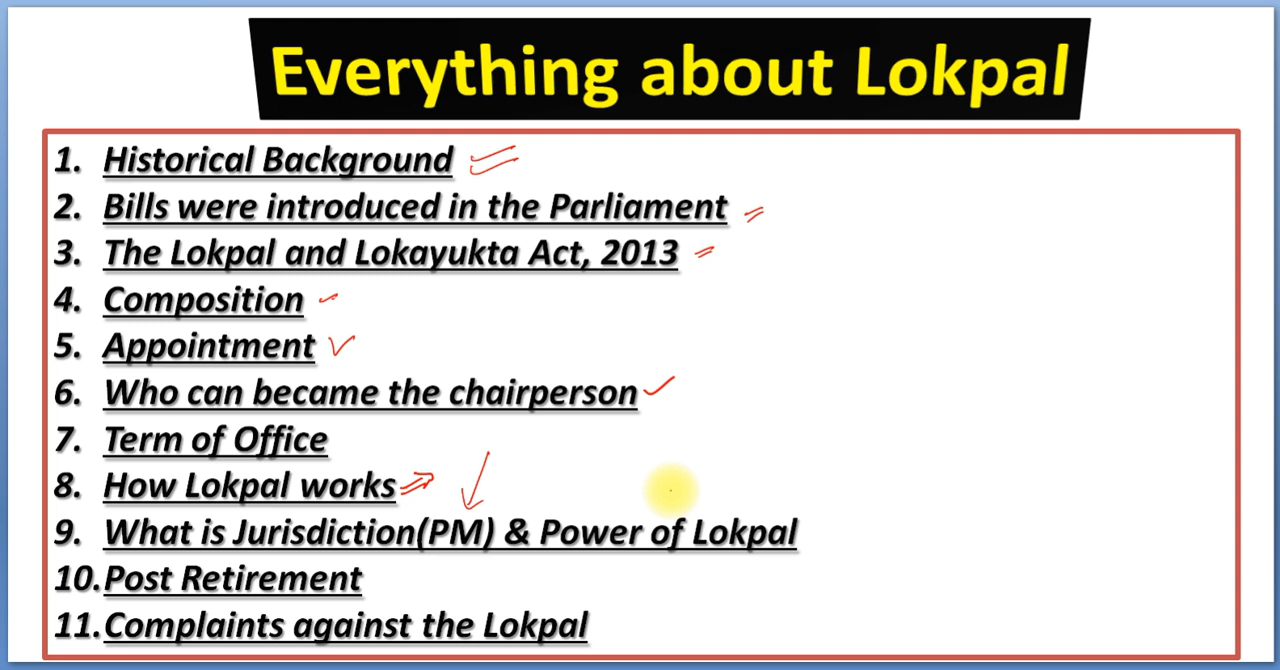 Everything about Lokpal
1. Historical Background
2. Bills were introduced in the Parliament
3. The Lokpal and Lokayukta Act, 2013
4. Composition
5. Appointment
6. Who can became the chairperson
7. Term of Office
8. How Lokpal works
9. What is Jurisdiction(PM) & Power of Lokpal
10. Post Retirement
11. Complaints against the Lokpal